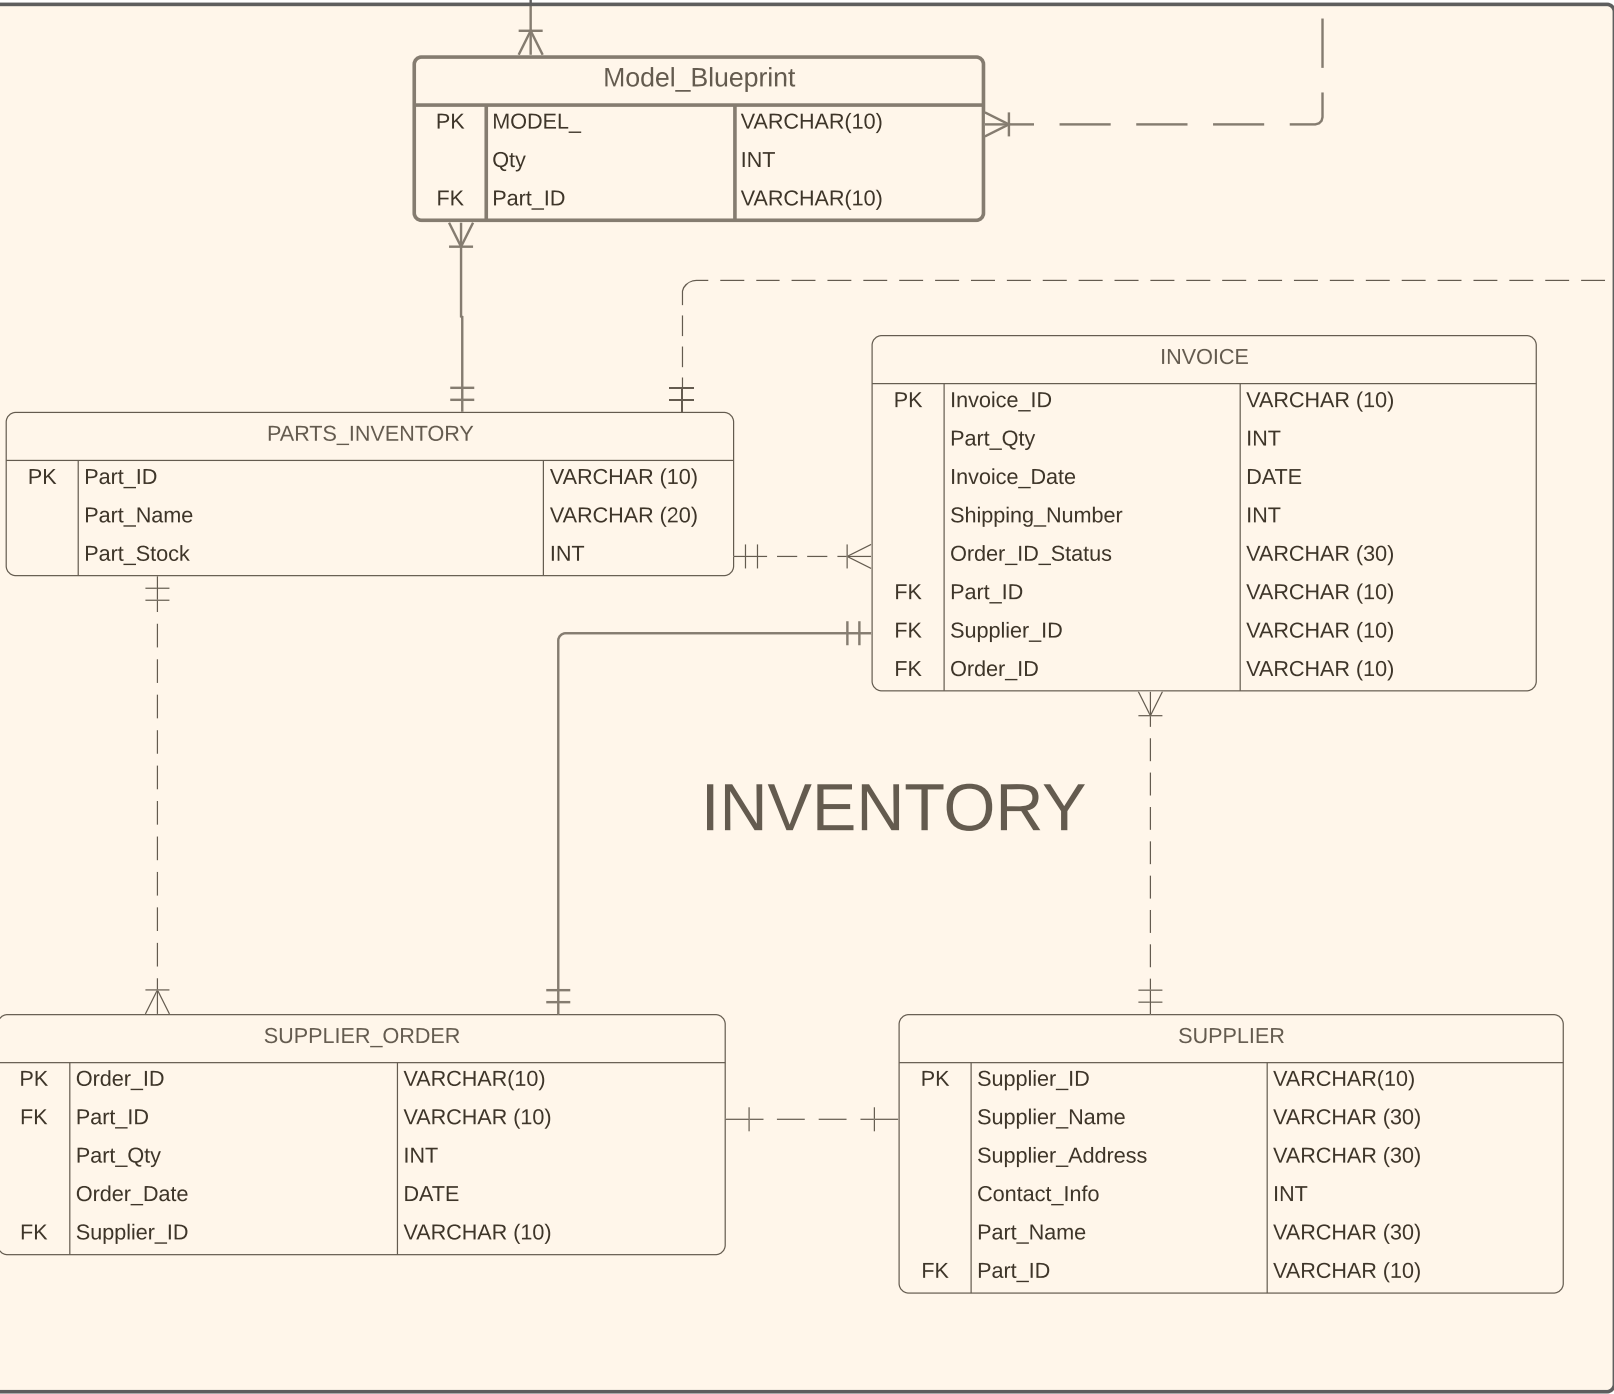 Model_Blueprint
PK MODEL_ VARCHAR(10)
Qty INT
FK Part_ID VARCHAR(10)
INVOICE
PK Invoice_ID VARCHAR (10)
Part_Qty INT
Invoice_Date DATE
Shipping_Number INT
Order_ID_Status VARCHAR (30)
FK Part_ID VARCHAR (10)
FK Supplier_ID VARCHAR (10)
FK Order_ID VARCHAR (10)
PARTS_INVENTORY
PK Part_ID VARCHAR (10)
Part_Name VARCHAR (20)
Part_Stock INT
INVENTORY
SUPPLIER_ORDER
PK Order_ID VARCHAR(10)
FK Part_ID VARCHAR (10)
Part_Qty INT
Order_Date DATE
FK Supplier_ID VARCHAR (10)
SUPPLIER
PK Supplier_ID VARCHAR(10)
Supplier_Name VARCHAR (30)
Supplier_Address VARCHAR (30)
Contact_Info INT
Part_Name VARCHAR (30)
FK Part_ID VARCHAR (10)